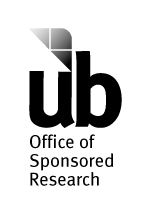 ub
Office of
Sponsored
Research